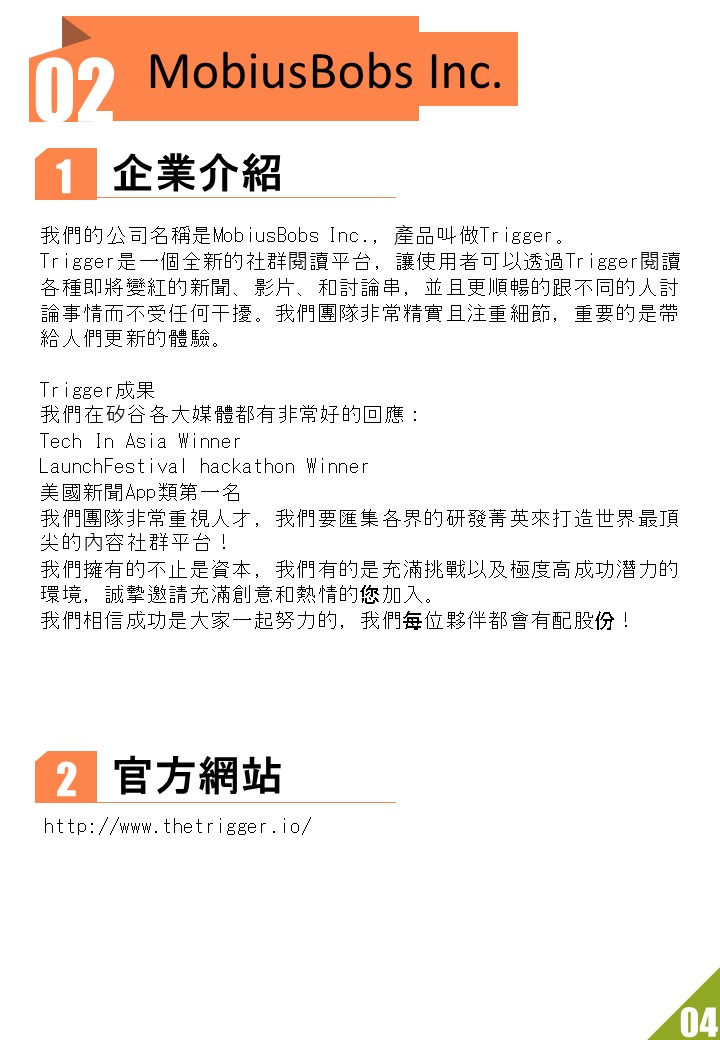 02
MobiusBobs Inc.
1 企業介紹
我們的公司名稱是MobiusBobs Inc.，產品叫做Trigger。
Trigger是一個全新的社群閱讀平台，讓使用者可以透過Trigger閱讀
各種即將變紅的新聞、影片、和討論串，並且更順暢的跟不同的人討
論事情而不受任何干擾。我們團隊非常精實且注重細節，重要的是帶
給人們更新的體驗。
Trigger成果
我們在矽谷各大媒體都有非常好的回應：
Tech In Asia Winner
LaunchFestival hackathon Winner
美國新聞App類第一名
我們團隊非常重視人才，我們要匯集各界的研發菁英來打造世界最頂
尖的內容社群平台！
我們擁有的不止是資本，我們有的是充滿挑戰以及極度高成功潛力的
環境，誠摯邀請充滿創意和熱情的您加入。
我們相信成功是大家一起努力的，我們每位夥伴都會有配股份！
2 官方網站
http://www.thetrigger.io/
04